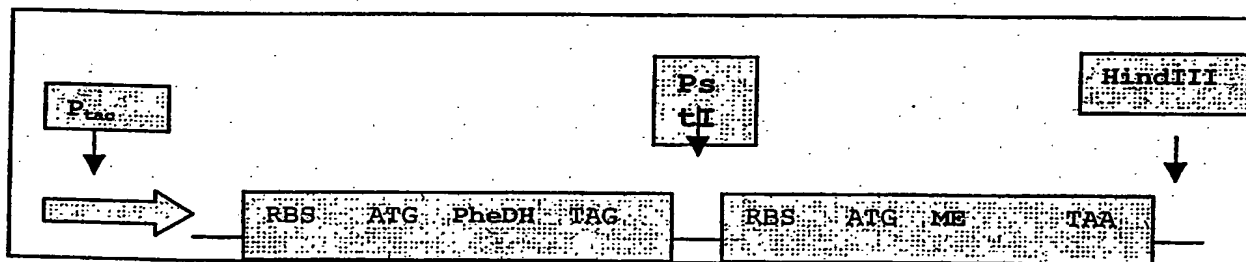 Ptac
Ps
tI
HindIII
RBS ATG PheDH TAG
RBS ATG ME TAA